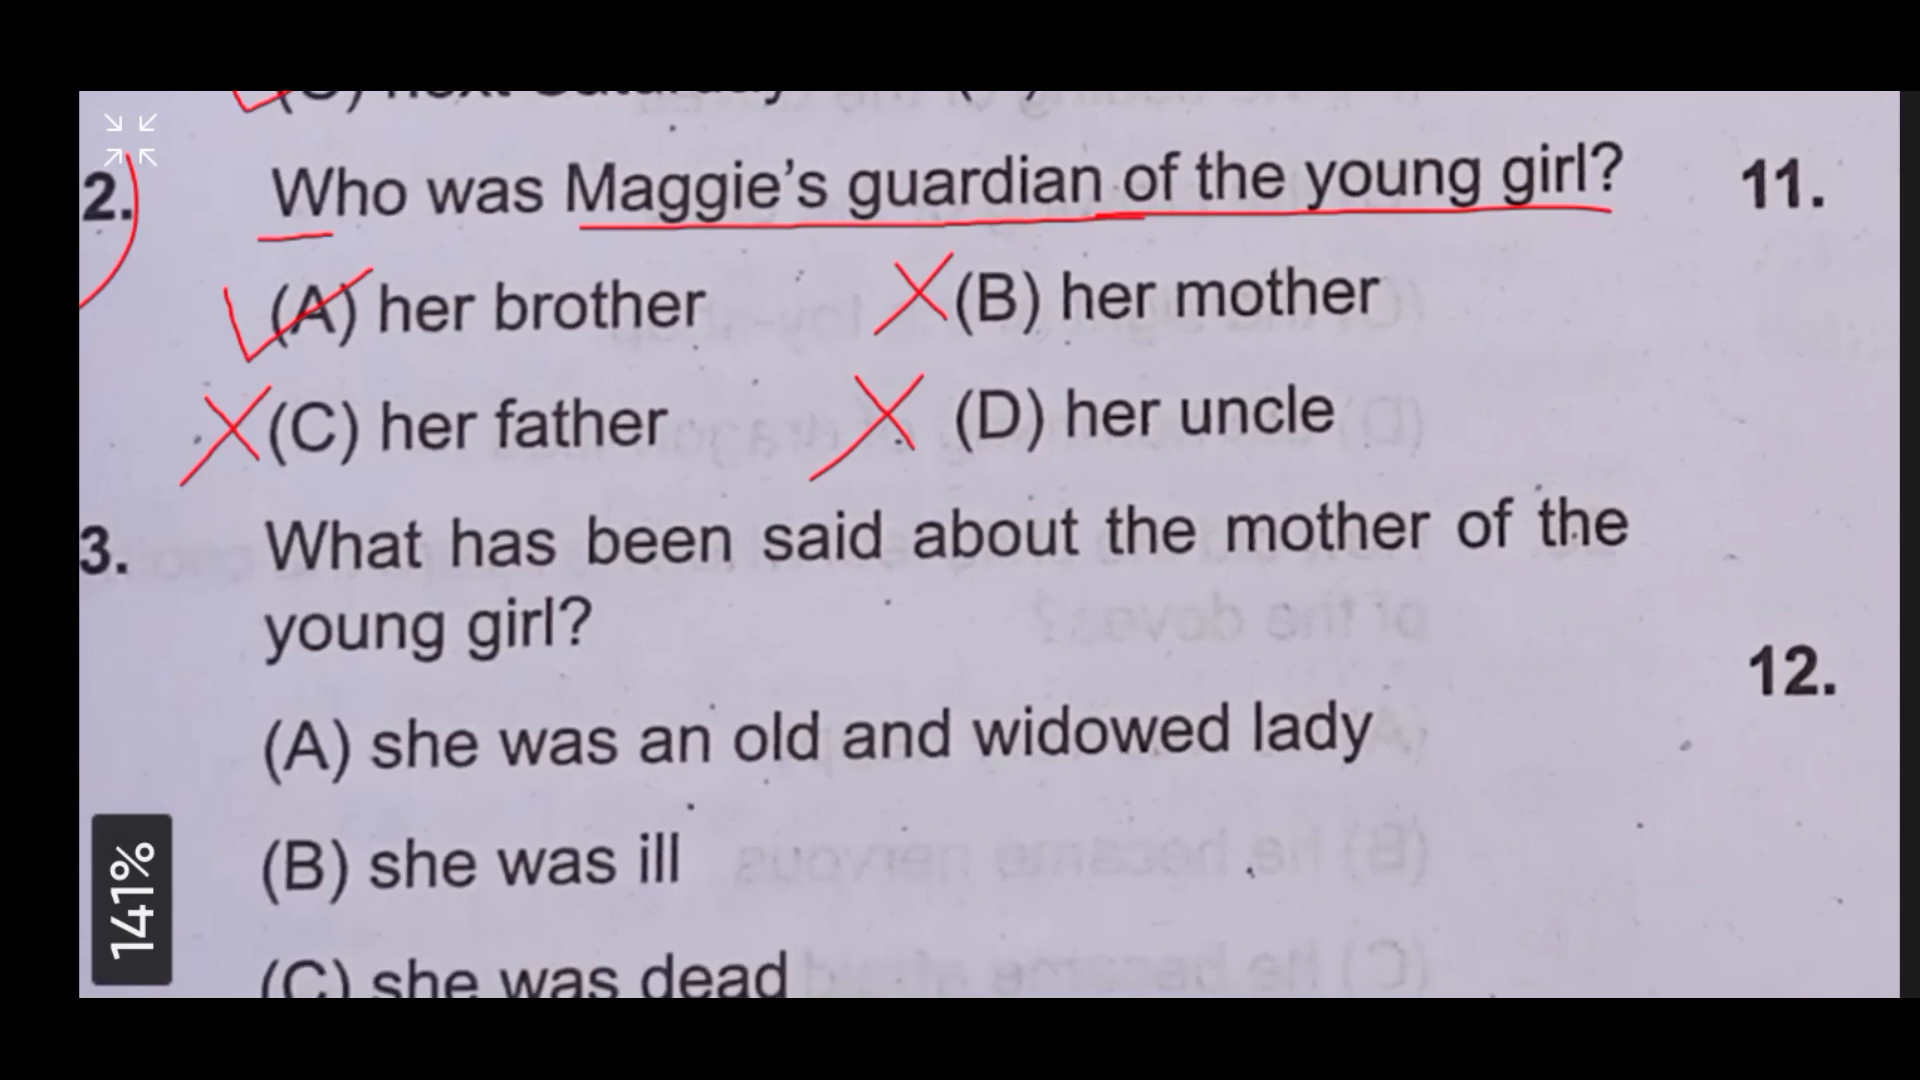 2. Who was Maggie's guardian of the young girl?
(A) her brother (B) her mother
(C) her father (D) her uncle
3. What has been said about the mother of the
young girl?
(A) she was an old and widowed lady
(B) she was ill
(C) she was dead
11.
12.
141%